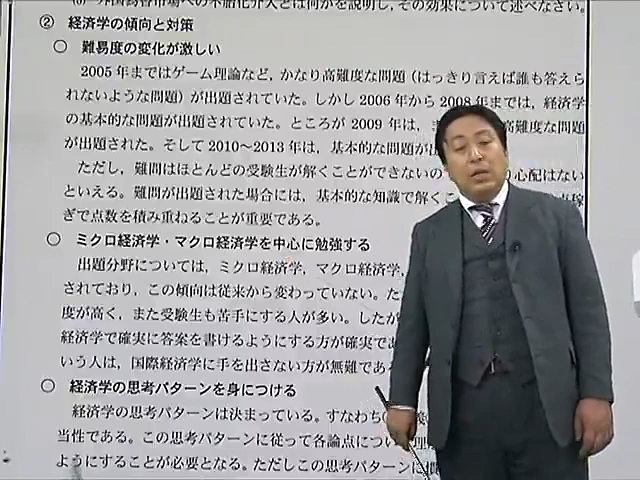 外国為替市場への不胎化介入とは何かを説明し，その効果について述べなさい。
② 経済学の傾向と対策
○ 難易度の変化が激しい
2005年まではゲーム理論など，かなり高難度な問題（はっきり言えば誰も答えら
れないような問題）が出題されていた。しかし2006年から2008年までは，経済学
の基本的な問題が出題されていた。ところが2009年は， 高難度な問題
が出題された。そして2010～2013年は，基本的な問題が
ただし，難問はほとんどの受験生が解くことができないの 心配はない
といえる。難問が出題された場合には，基本的な知識で解く
ぎで点数を積み重ねることが重要である。
○ ミクロ経済学・マクロ経済学を中心に勉強する
出題分野については，ミクロ経済学，マクロ経済学，
されており，この傾向は従来から変わっていない。た
度が高く，また受験生も苦手にする人が多い。したが
経済学で確実に答案を書けるようにする方が確実であ
いう人は，国際経済学に手を出さない方が無難であ
○ 経済学の思考パターンを身につける
経済学の思考パターンは決まっている。すなわち
当性である。この思考パターンに従って各論点につい
ようにすることが必要となる。ただしこの思考パターンに